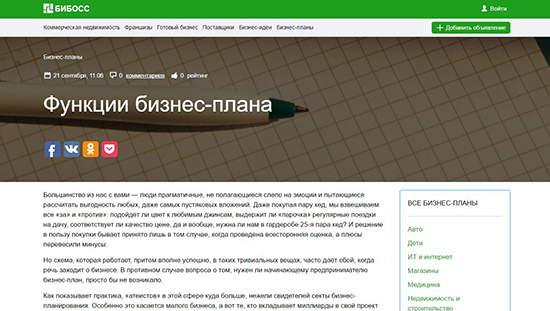 БИБОСС
Войти
Коммерческая недвижимость Франшизы Готовый бизнес Поставщики Бизнес-идеи Бизнес-планы
+ Добавить объявление
Бизнес-планы
21 сентября, 11:06 0 комментариев 0 рейтинг
Функции бизнес-плана
Большинство из нас с вами — люди прагматичные, не полагающиеся слепо на эмоции и пытающиеся
рассчитать выгодность любых, даже самых пустяковых вложений. Даже покупая пару кед, мы взвешиваем
все «за» и «против»: подойдёт ли цвет к любимым джинсам, выдержит ли «парочка» регулярные поездки
на дачу, соответствует ли качество цене, да и вообще, нужна ли нам в гардеробе 25-я пара кед? И решение
в пользу покупки бывает принято лишь в том случае, когда проведена всесторонняя оценка, а плюсы
перевесили минусы.
Но схема, которая работает, притом вполне успешно, в таких тривиальных вещах, часто даёт сбой, когда
речь заходит о бизнесе. В противном случае вопроса о том, нужен ли начинающему предпринимателю
бизнес-план, просто бы не возникало.
Как показывает практика, «атеистов» в этой сфере куда больше, нежели свидетелей секты бизнес-
планирования. Особенно это касается малого бизнеса, а вот те, кто вкладывает миллиарды в свой проект
ВСЕ БИЗНЕС-ПЛАНЫ
Авто
Дети
ИТ и интернет
Магазины
Медицина
Недвижимость и
строительство